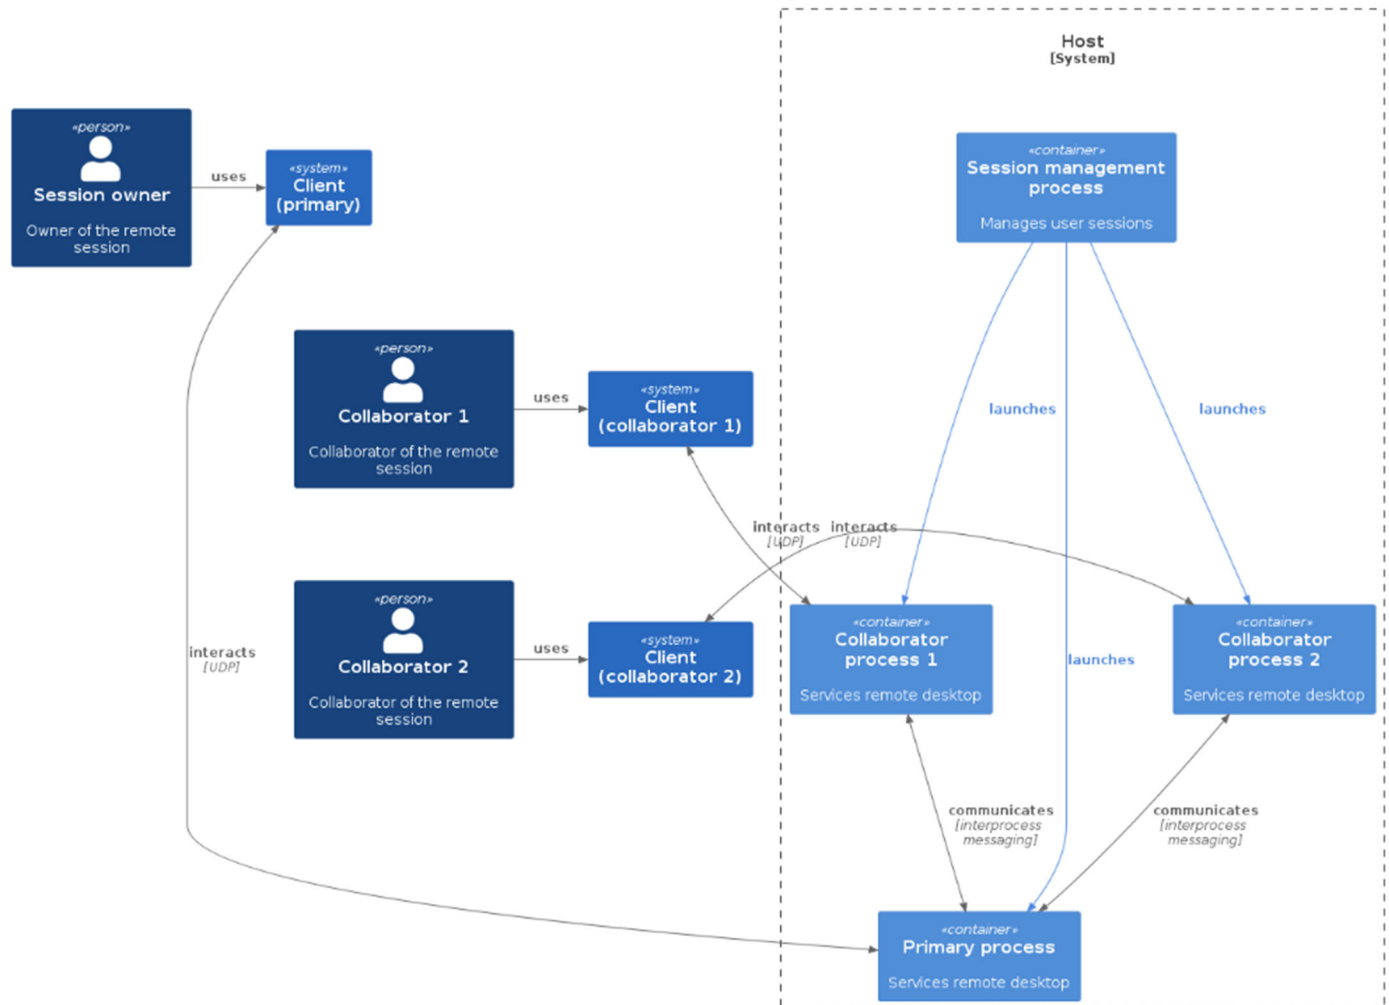 Host
[System]
«person»
Session owner
Owner of the remote
session
uses
«system»
Client
(primary)
«container»
Session management
process
Manages user sessions
«person»
Collaborator 1
Collaborator of the remote
session
uses
«system»
Client
(collaborator 1)
launches
launches
interacts
[UDP]
interacts
[UDP]
«person»
Collaborator 2
Collaborator of the remote
session
uses
«system»
Client
(collaborator 2)
interacts
[UDP]
«container»
Collaborator
process 1
Services remote desktop
launches
«container»
Collaborator
process 2
Services remote desktop
communicates
[interprocess
messaging]
communicates
[interprocess
messaging]
«container»
Primary process
Services remote desktop